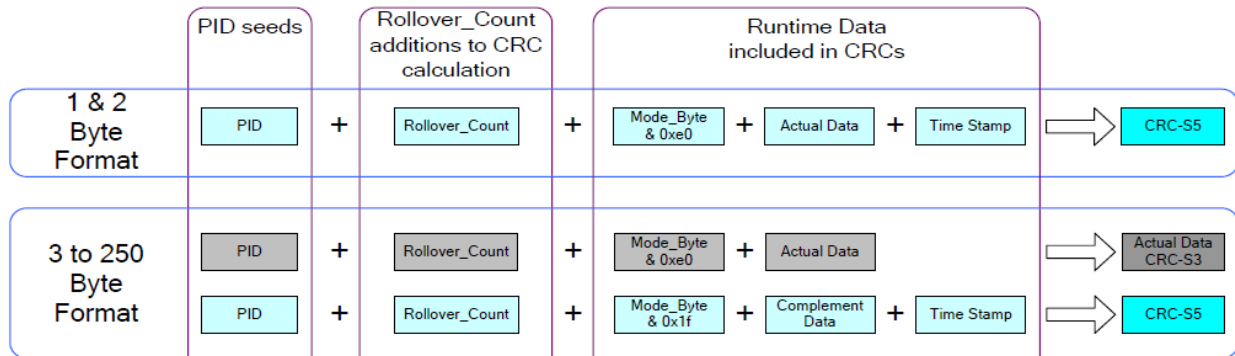 PID seeds
Rollover_Count
additions to CRC
calculation
Runtime Data
included in CRCs
1 & 2
Byte
Format
PID + Rollover_Count + Mode_Byte
& 0xe0 + Actual Data + Time Stamp CRC-S5
3 to 250
Byte
Format
PID + Rollover_Count + Mode_Byte
& 0xe0 + Actual Data Actual Data
CRC-S3
PID + Rollover_Count + Mode_Byte
& 0x1f + Complement
Data + Time Stamp CRC-S5